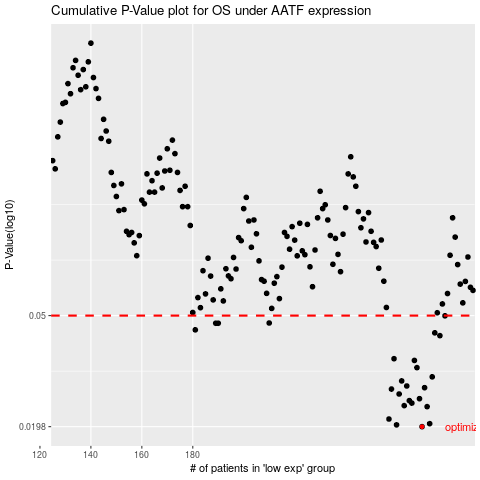 Cumulative P-Value plot for OS under AATF expression
P-Value(log10)
0.05
0.0198
optimiz
120 140 160 180
# of patients in 'low exp' group